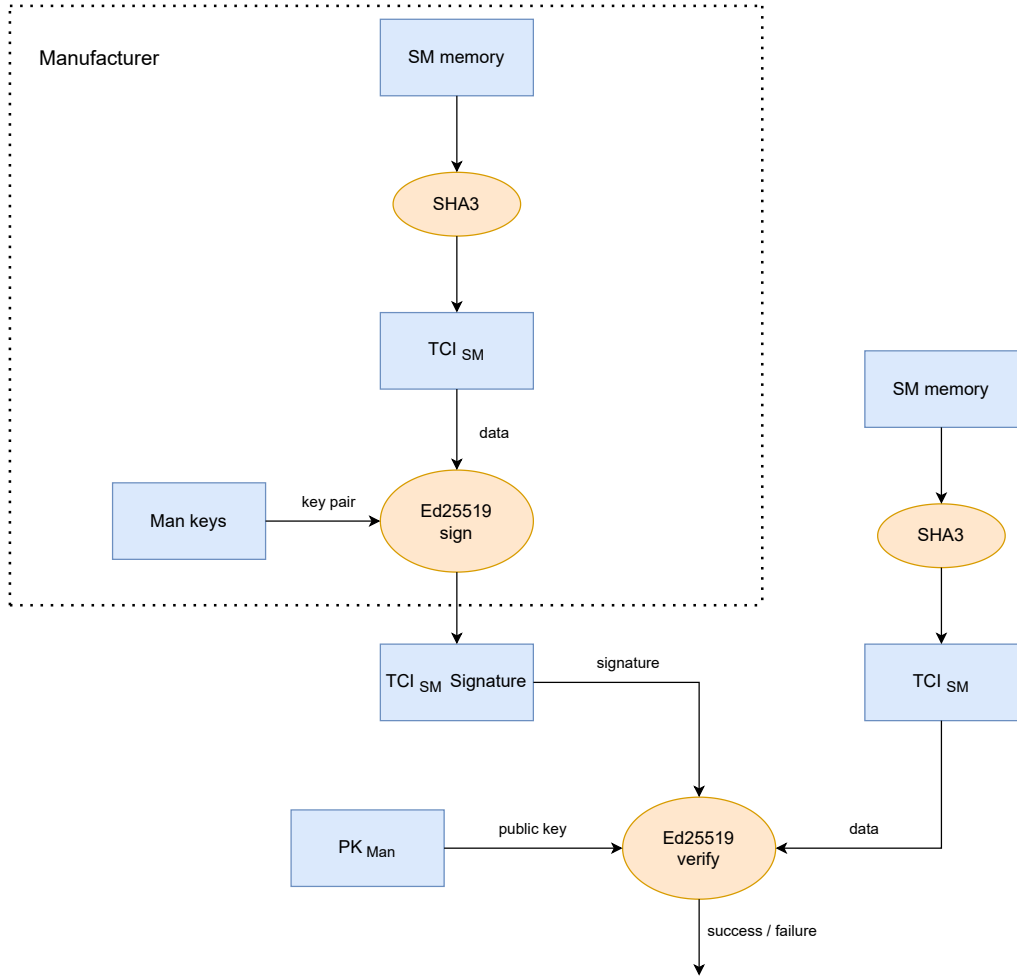 SM memory
Manufacturer
SHA3
TCI SM
SM memory
data
key pair
Man keys
Ed25519
sign
SHA3
signature
TCI SM Signature
TCI SM
public key
data
PK Man
Ed25519
verify
success / failure